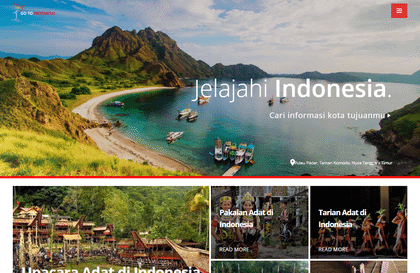 GO TO INDONESIA
Jelajahi Indonesia.
Cari informasi kota tujuanmu
Pulau Padar, Taman Komodo, Nusa Tenggara Timur
Pakaian Adat di
Indonesia
READ MORE
Tarian Adat di
Indonesia
READ MORE
Upacara Adat di Indonesia